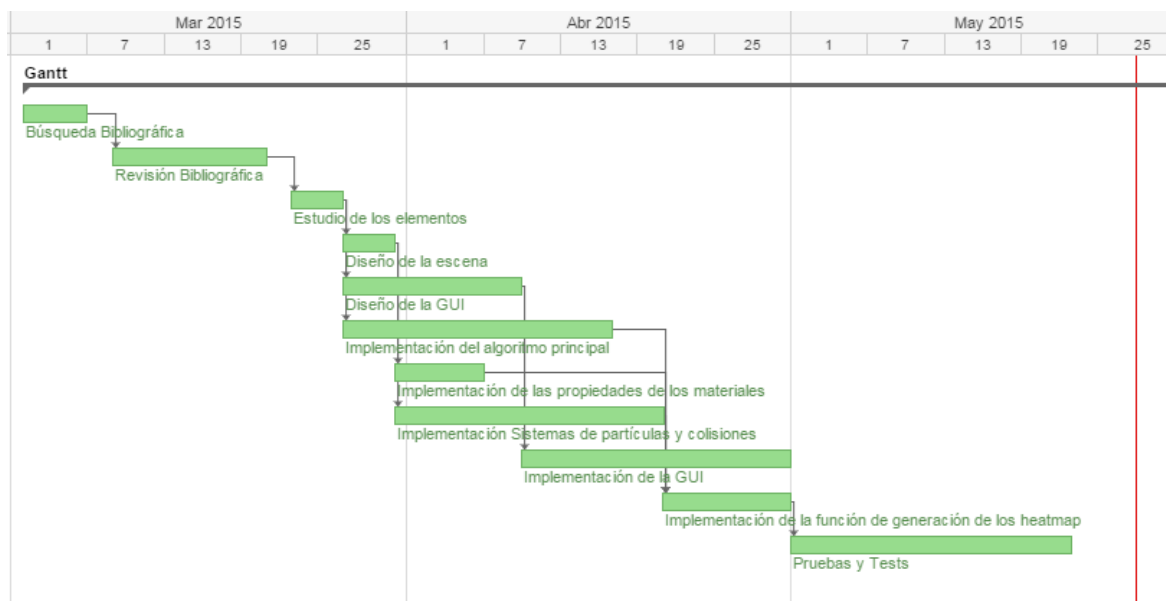 Mar 2015 Abr 2015 May 2015
1 7 13 19 25 1 7 13 19 25 1 7 13 19 25
Gantt
Búsqueda Bibliográfica
Revisión Bibliográfica
Estudio de los elementos
Diseño de la escena
Diseño de la GUI
Implementación del algoritmo principal
Implementación de las propiedades de los materiales
Implementación Sistemas de partículas y colisiones
Implementación de la GUI
Implementación de la función de generación de los heatmap
Pruebas y Tests